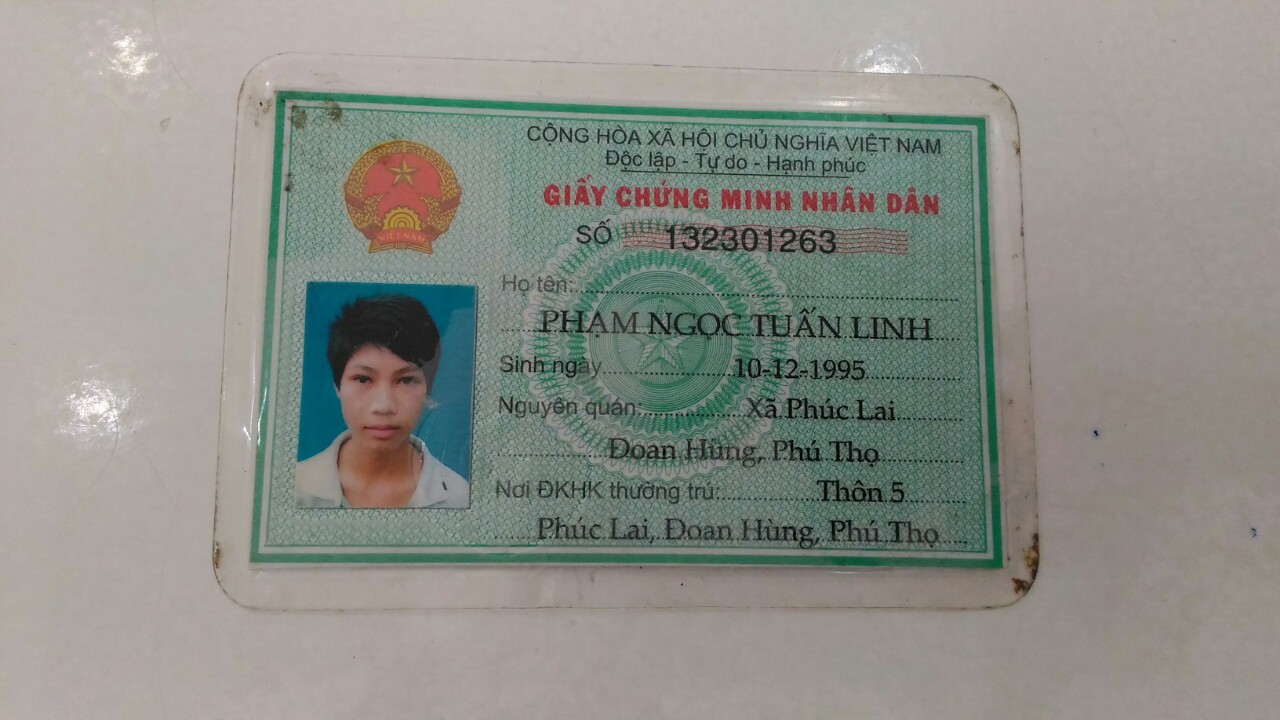 CỘNG HÒA XÃ HỘI CHỦ NGHĨA VIỆT NAM
Độc lập - Tự do - Hạnh phúc
GIẤY CHỨNG MINH NHÂN DÂN
SỐ 132301263
VIỆT NAM
Họ tên:
PHẠM NGỌC TUẤN LINH
Sinh ngày 10-12-1995
Nguyên quán: Xã Phúc Lai
Đoan Hùng, Phú Thọ
Nơi ĐKHK thường trú: Thôn 5
Phúc Lai, Đoan Hùng, Phú Thọ